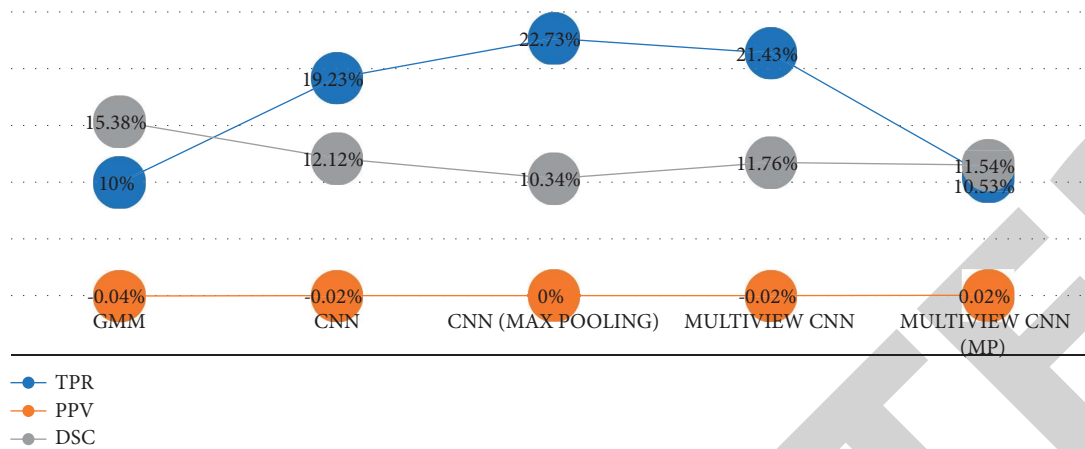 22.73%
21.43%
19.23%
15.38%
12.12%
11.76%
11.54%
10.34%
10%
10.53%
-0.04%
-0.02%
0%
-0.02%
0.02%
GMM
CNN
CNN (MAX POOLING)
MULTIVIEW CNN
MULTIVIEW CNN
(MP)
TPR
PPV
DSC